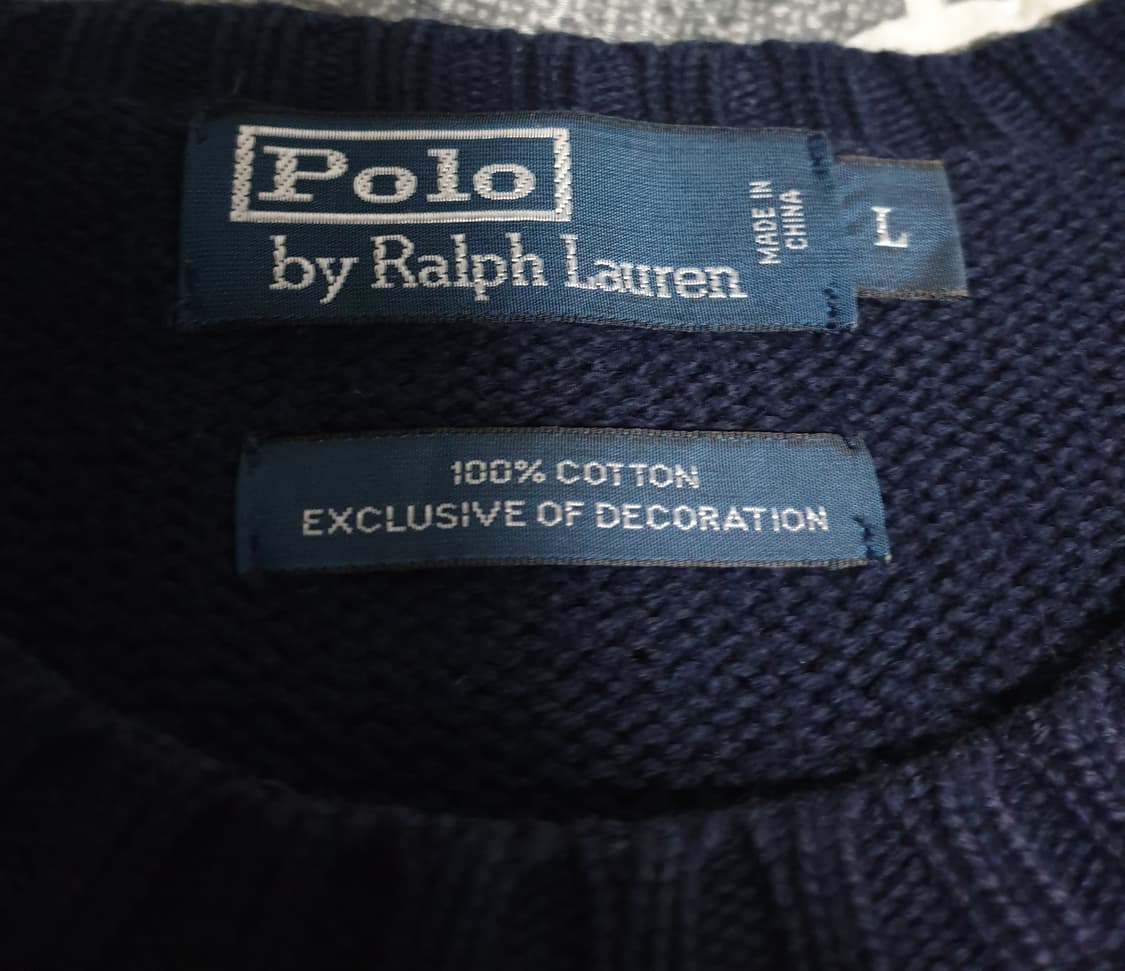 Polo
by Ralph Lauren
MADE IN
CHINA
L
100% COTTON
EXCLUSIVE OF DECORATION